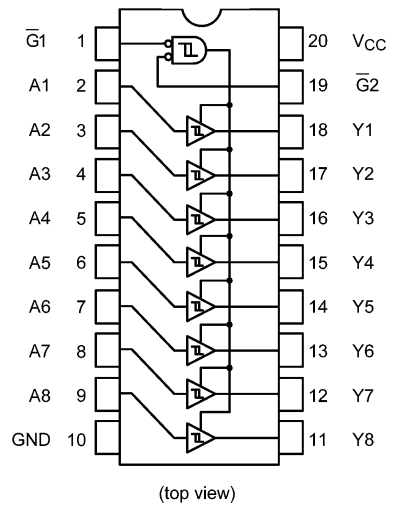 G̅1 1 20 VCC
A1 2 19 G̅2
A2 3 18 Y1
A3 4 17 Y2
A4 5 16 Y3
A5 6 15 Y4
A6 7 14 Y5
A7 8 13 Y6
A8 9 12 Y7
GND 10 11 Y8
(top view)